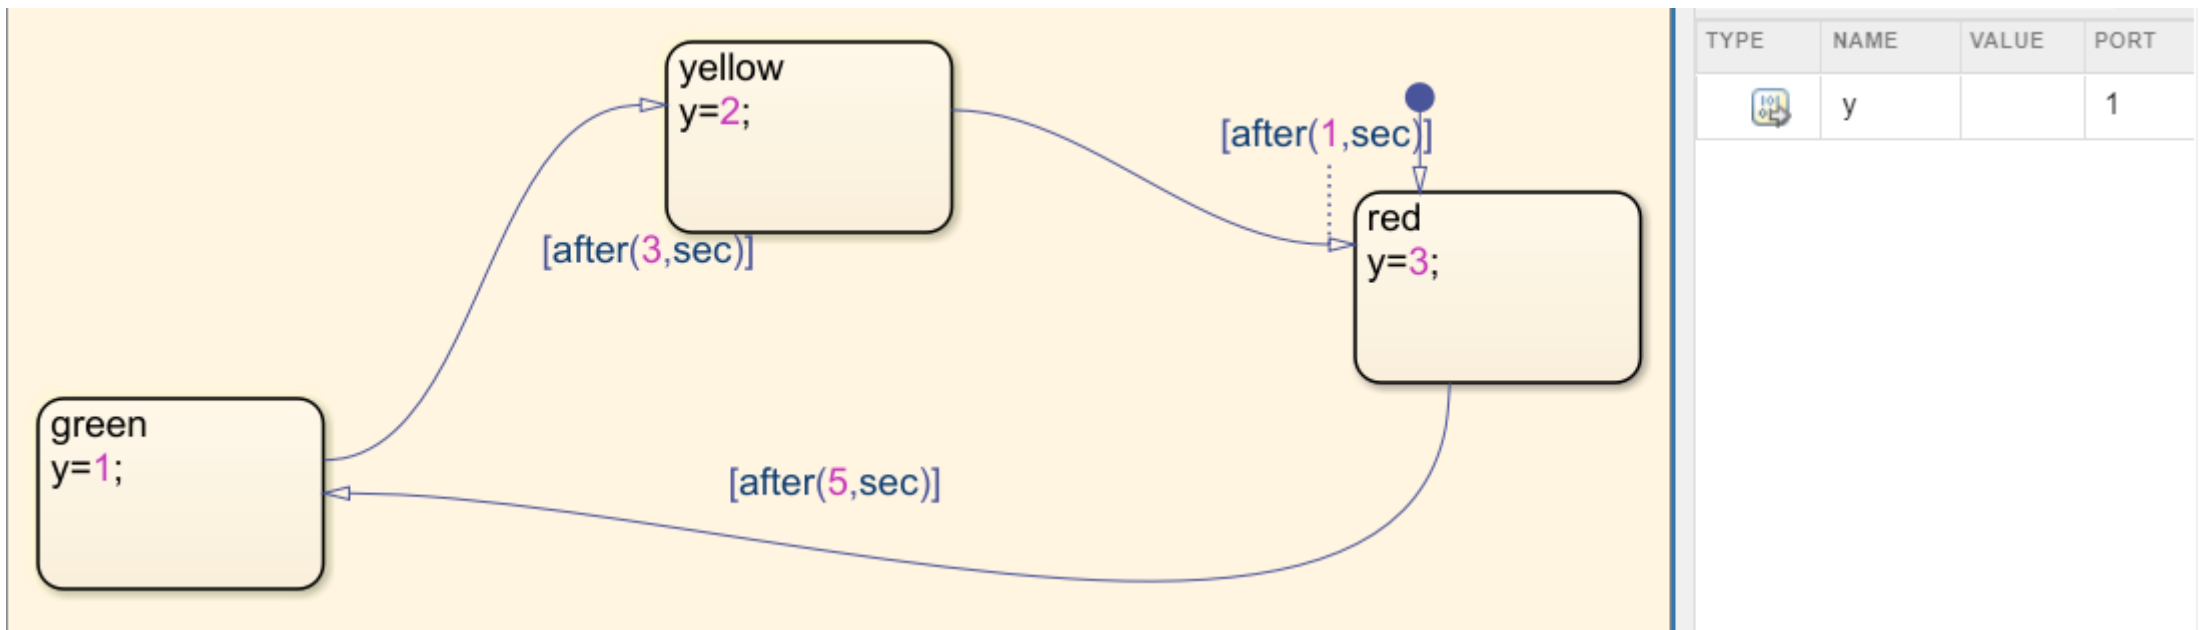 yellow
y=2;
[after(1,sec)]
red
y=3;
[after(3,sec)]
green
y=1;
[after(5,sec)]
TYPE NAME VALUE PORT
y 1